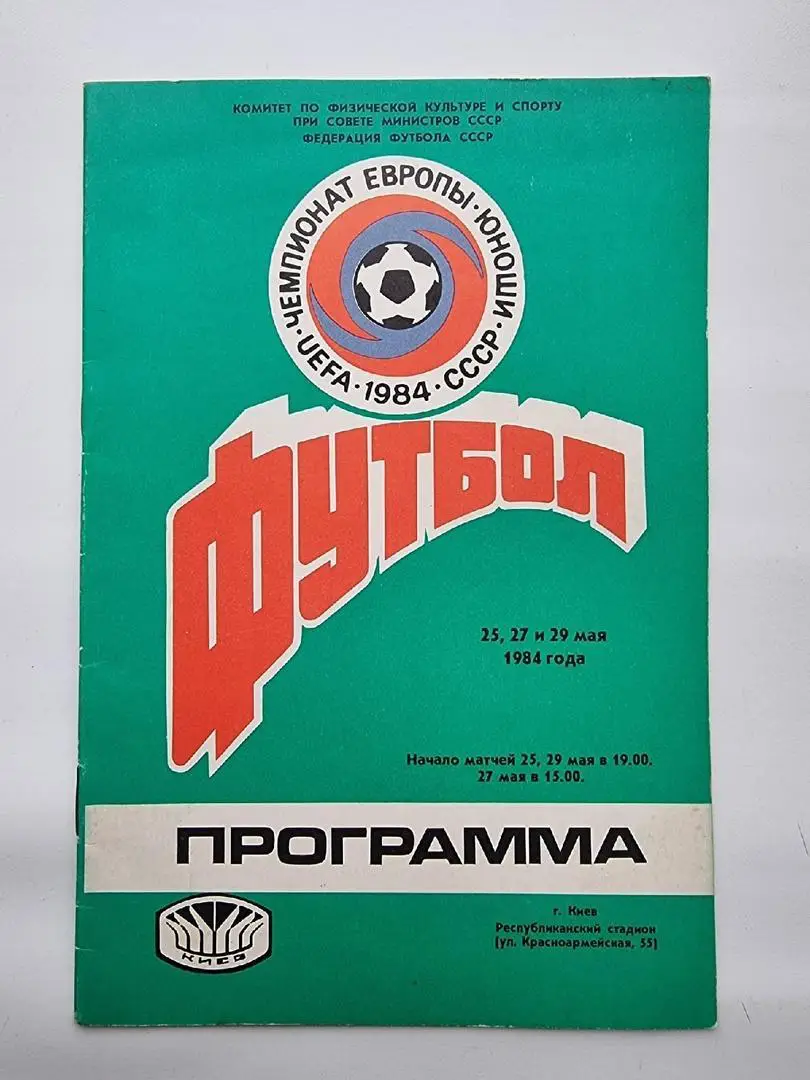 КОМИТЕТ ПО ФИЗИЧЕСКОЙ КУЛЬТУРЕ И СПОРТУ
ПРИ СОВЕТЕ МИНИСТРОВ СССР
ФЕДЕРАЦИЯ ФУТБОЛА СССР
ЧЕМПИОНАТ ЕВРОПЫ · ЮНОШИ ·
UEFA · 1984 · СССР ·
ФУТБОЛ
25, 27 и 29 мая
1984 года
Начало матчей 25, 29 мая в 19.00.
27 мая в 15.00.
ПРОГРАММА
КИЕВ
г. Киев
Республиканский стадион
(ул. Красноармейская, 55)